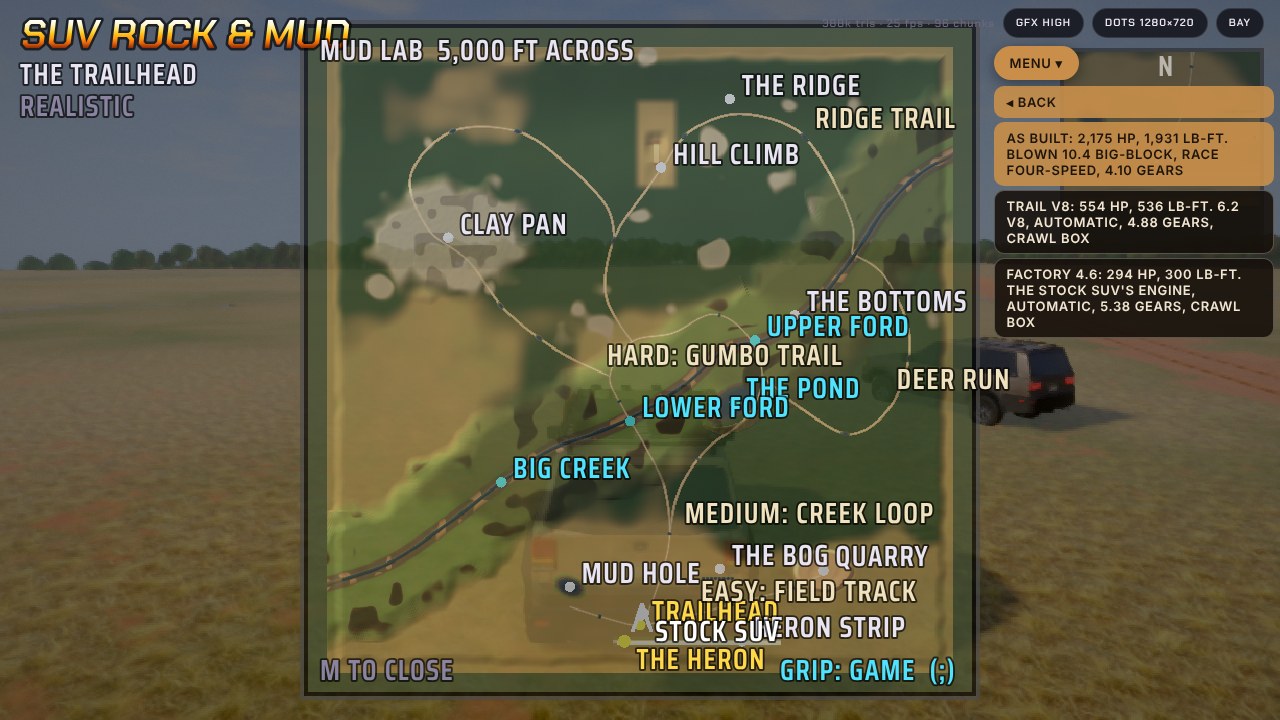 SUV ROCK & MUD
THE TRAILHEAD
REALISTIC
MUD LAB 5,000 FT ACROSS
GFX HIGH
DOTS 1280×720
BAY
MENU ▾
N
◂ BACK
AS BUILT: 2,175 HP, 1,931 LB-FT.
BLOWN 10.4 BIG-BLOCK, RACE
FOUR-SPEED, 4.10 GEARS
TRAIL V8: 554 HP, 536 LB-FT. 6.2
V8, AUTOMATIC, 4.88 GEARS,
CRAWL BOX
FACTORY 4.6: 294 HP, 300 LB-FT.
THE STOCK SUV'S ENGINE,
AUTOMATIC, 5.38 GEARS, CRAWL
BOX
THE RIDGE
RIDGE TRAIL
HILL CLIMB
CLAY PAN
THE BOTTOMS
UPPER FORD
HARD: GUMBO TRAIL
DEER RUN
THE POND
LOWER FORD
BIG CREEK
MEDIUM: CREEK LOOP
THE BOG
QUARRY
MUD HOLE
EASY: FIELD TRACK
TRAILHEAD
STOCK SUV
HERON STRIP
THE HERON
M TO CLOSE
GRIP: GAME (;)